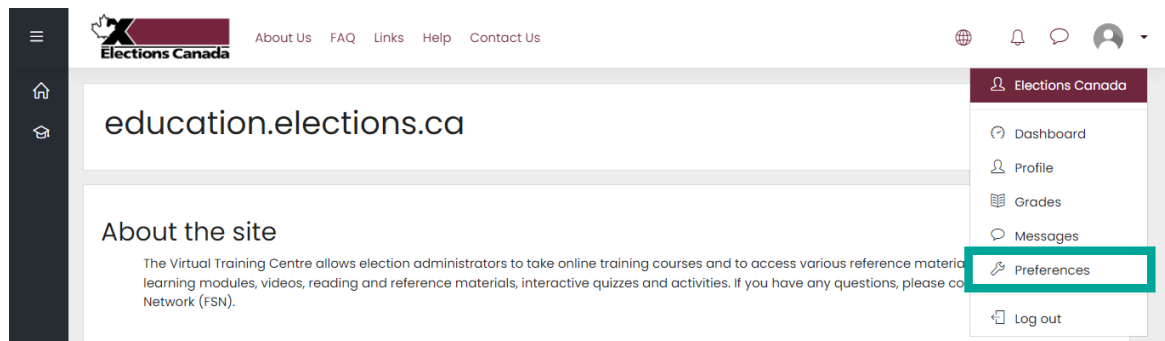 Elections Canada
About Us FAQ Links Help Contact Us
Elections Canada
education.elections.ca
Dashboard
Profile
Grades
Messages
Preferences
Log out
About the site
The Virtual Training Centre allows election administrators to take online training courses and to access various reference
learning modules, videos, reading and reference materials, interactive quizzes and activities. If you have any questions, please
Network (FSN).